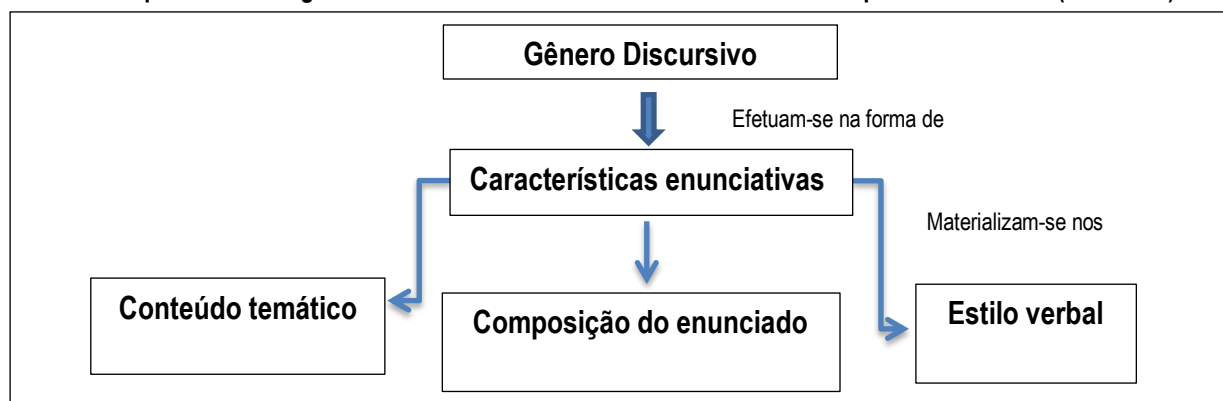 Gênero Discursivo
Efetuam-se na forma de
Características enunciativas
Materializam-se nos
Conteúdo temático
Composição do enunciado
Estilo verbal